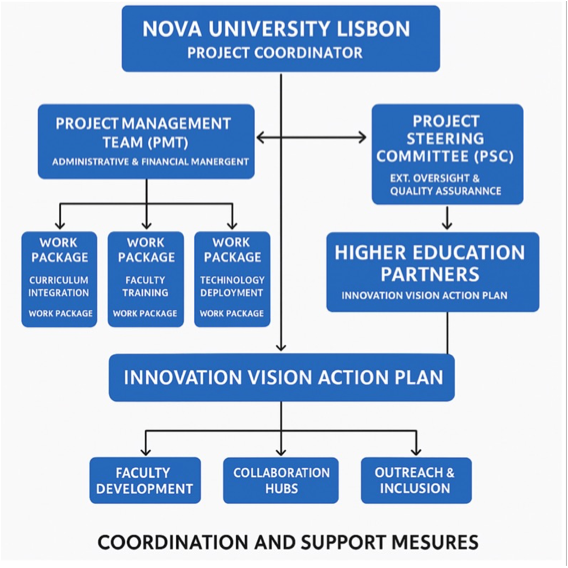 NOVA UNIVERSITY LISBON
PROJECT COORDINATOR
PROJECT MANAGEMENT
TEAM (PMT)
ADMINISTRATIVE & FINANCIAL MANERGENT
PROJECT
STEERING
COMMITTEE (PSC)
EXT. OVERSIGHT &
QUALITY ASSURANNCE
WORK
PACKAGE
CURRICULUM
INTEGRATION
WORK PACKAGE
WORK
PACKAGE
FACULTY
TRAINING
WORK PACKAGE
WORK
PACKAGE
TECHINOLOGY
DEPLOYMENT
WORK PACKAGE
HIGHER EDUCATION
PARTNERS
INNOVATION VISION ACTION PLAN
INNOVATION VISION ACTION PLAN
FACULTY
DEVELOPMENT
COLLABORATION
HUBS
OUTREACH &
INCLUSION
COORDINATION AND SUPPORT MESURES